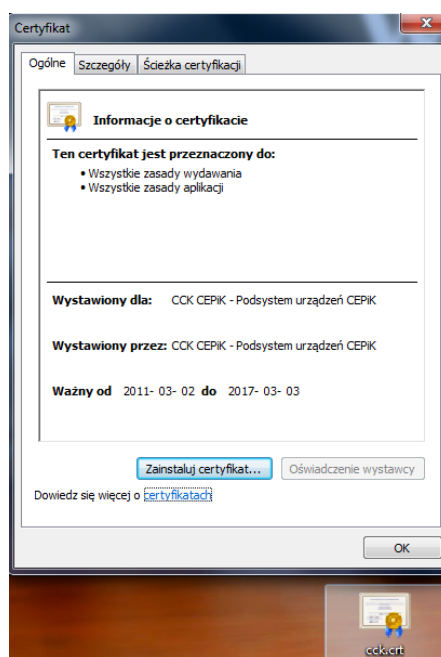 Certyfikat
Ogólne Szczegóły Ścieżka certyfikacji
Informacje o certyfikacie
Ten certyfikat jest przeznaczony do:
• Wszystkie zasady wydawania
• Wszystkie zasady aplikacji
Wystawiony dla: CCK CEPiK - Podsystem urządzeń CEPiK
Wystawiony przez: CCK CEPiK - Podsystem urządzeń CEPiK
Ważny od 2011- 03- 02 do 2017- 03- 03
Zainstaluj certyfikat... Oświadczenie wystawcy
Dowiedz się więcej o certyfikatach
OK
cck.crt